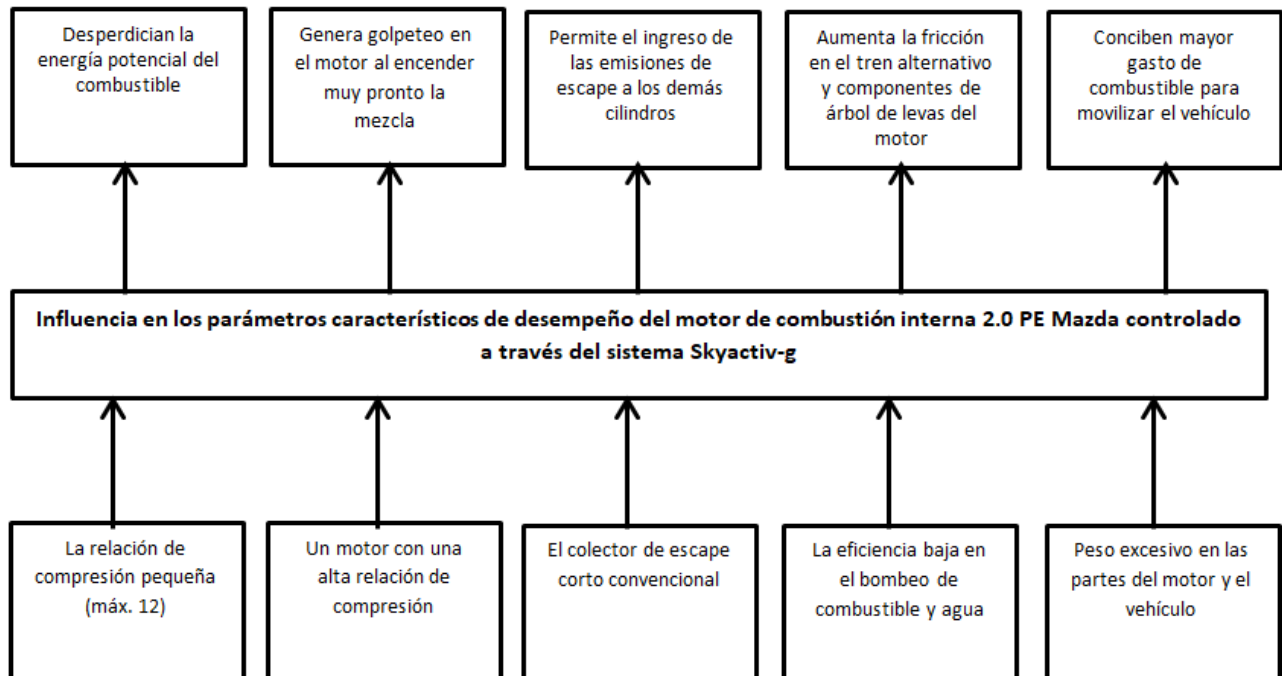 Desperdician la
energía potencial del
combustible
Genera golpeteo en
el motor al encender
muy pronto la
mezcla
Permite el ingreso de
las emisiones de
escape a los demás
cilindros
Aumenta la fricción
en el tren alternativo
y componentes de
árbol de levas del
motor
Conciben mayor
gasto de
combustible para
movilizar el vehículo
Influencia en los parámetros característicos de desempeño del motor de combustión interna 2.0 PE Mazda controlado
a través del sistema Skyactiv-g
La relación de
compresión pequeña
(máx. 12)
Un motor con una
alta relación de
compresión
El colector de escape
corto convencional
La eficiencia baja en
el bombeo de
combustible y agua
Peso excesivo en las
partes del motor y el
vehículo